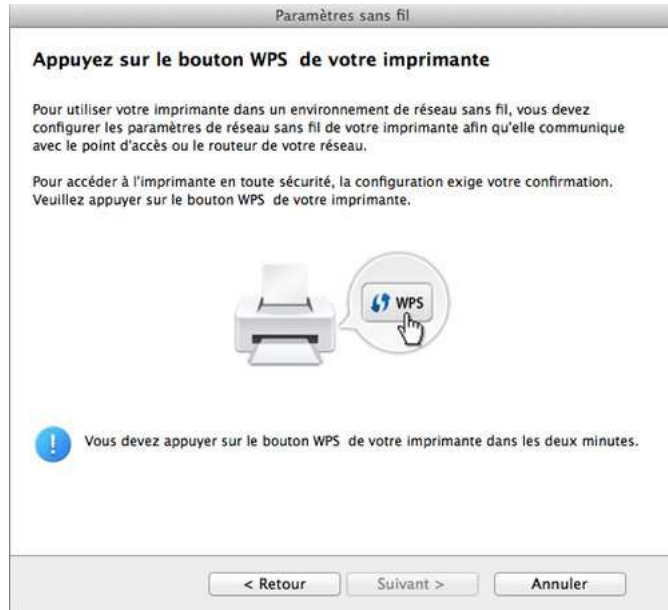 Paramètres sans fil
Appuyez sur le bouton WPS  de votre imprimante
Pour utiliser votre imprimante dans un environnement de réseau sans fil, vous devez
configurer les paramètres de réseau sans fil de votre imprimante afin qu'elle communique
avec le point d'accès ou le routeur de votre réseau.
Pour accéder à l'imprimante en toute sécurité, la configuration exige votre confirmation.
Veuillez appuyer sur le bouton WPS  de votre imprimante.
WPS
Vous devez appuyer sur le bouton WPS  de votre imprimante dans les deux minutes.
< Retour
Suivant >
Annuler